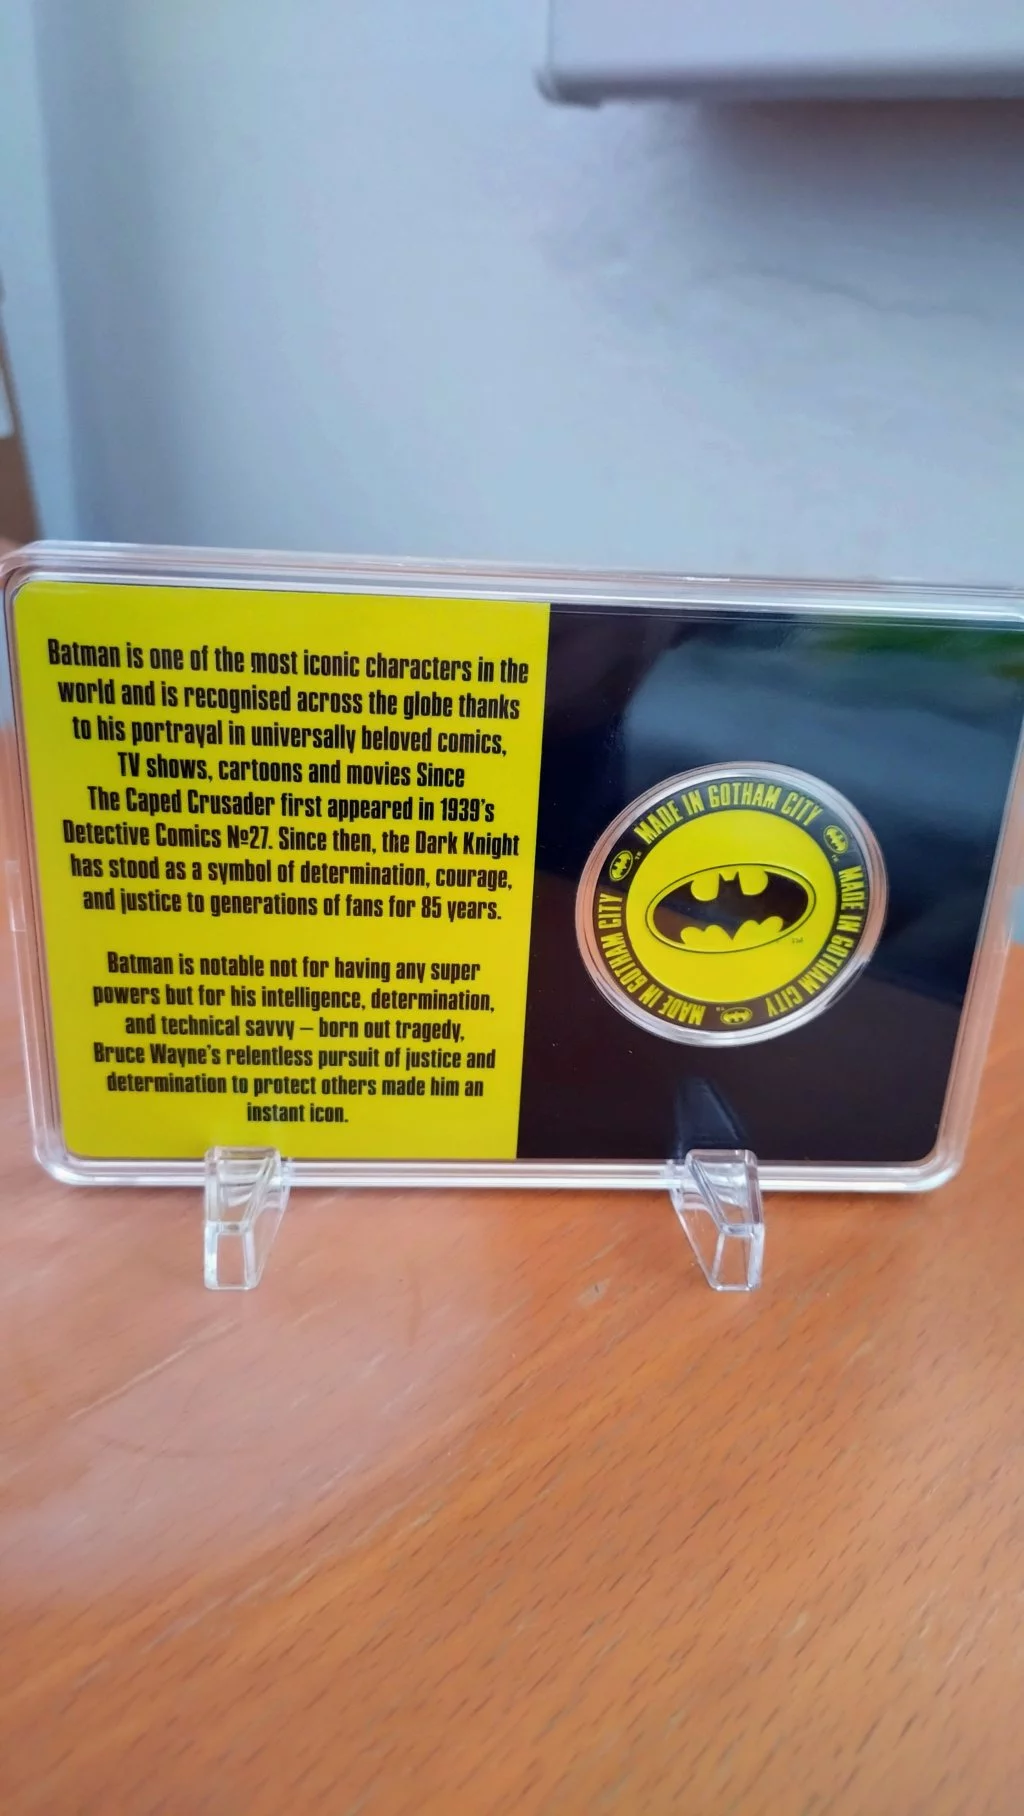 Batman is one of the most iconic characters in the
world and is recognised across the globe thanks
to his portrayal in universally beloved comics,
TV shows, cartoons and movies Since
The Caped Crusader first appeared in 1939's
Detective Comics №27. Since then, the Dark Knight
has stood as a symbol of determination, courage,
and justice to generations of fans for 85 years.
Batman is notable not for having any super
powers but for his intelligence, determination,
and technical savvy – born out tragedy,
Bruce Wayne's relentless pursuit of justice and
determination to protect others made him an
instant icon.
MADE IN GOTHAM CITY
TM
MADE IN GOTHAM CITY
TM
MADE IN GOTHAM CITY
TM
TM